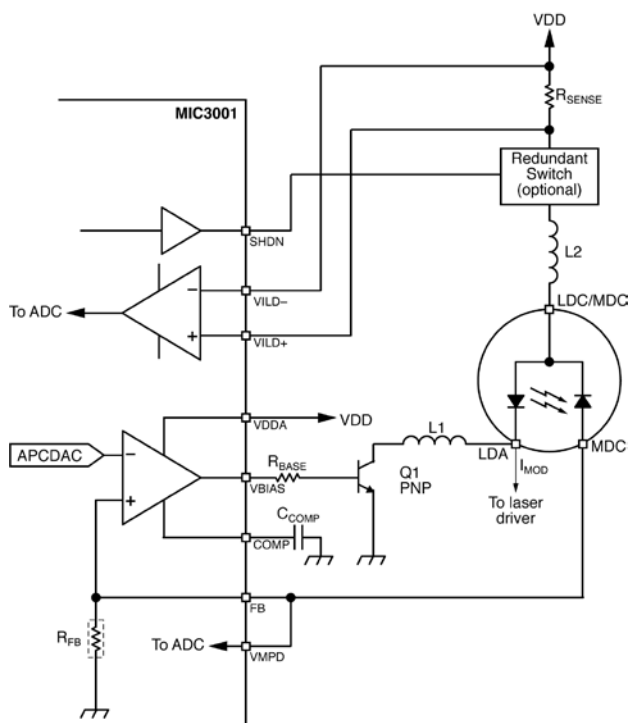 VDD
MIC3001
RSENSE
Redundant
Switch
(optional)
SHDN
L2
−
VILD−
To ADC
+
VILD+
LDC/MDC
VDDA
VDD
L1
APCDAC
−
RBASE
LDA
IMOD
MDC
+
VBIAS
Q1
PNP
To laser
driver
CCOMP
COMP
FB
RFB
To ADC
VMPD